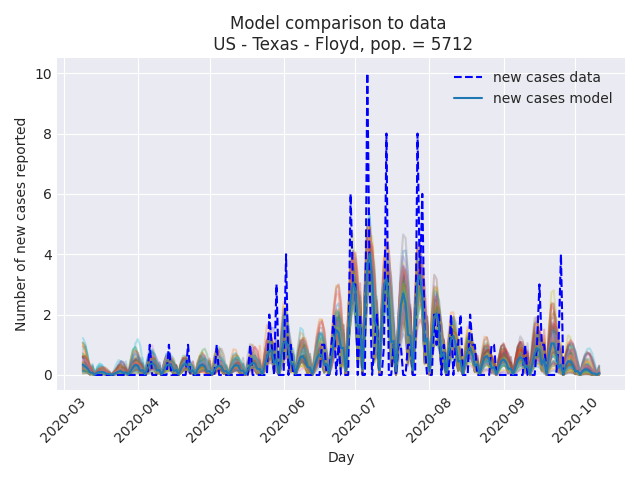 Model comparison to data
US - Texas - Floyd, pop. = 5712
new cases data
new cases model
Number of new cases reported
10
8
6
4
2
0
2020-03
2020-04
2020-05
2020-06
2020-07
2020-08
2020-09
2020-10
Day